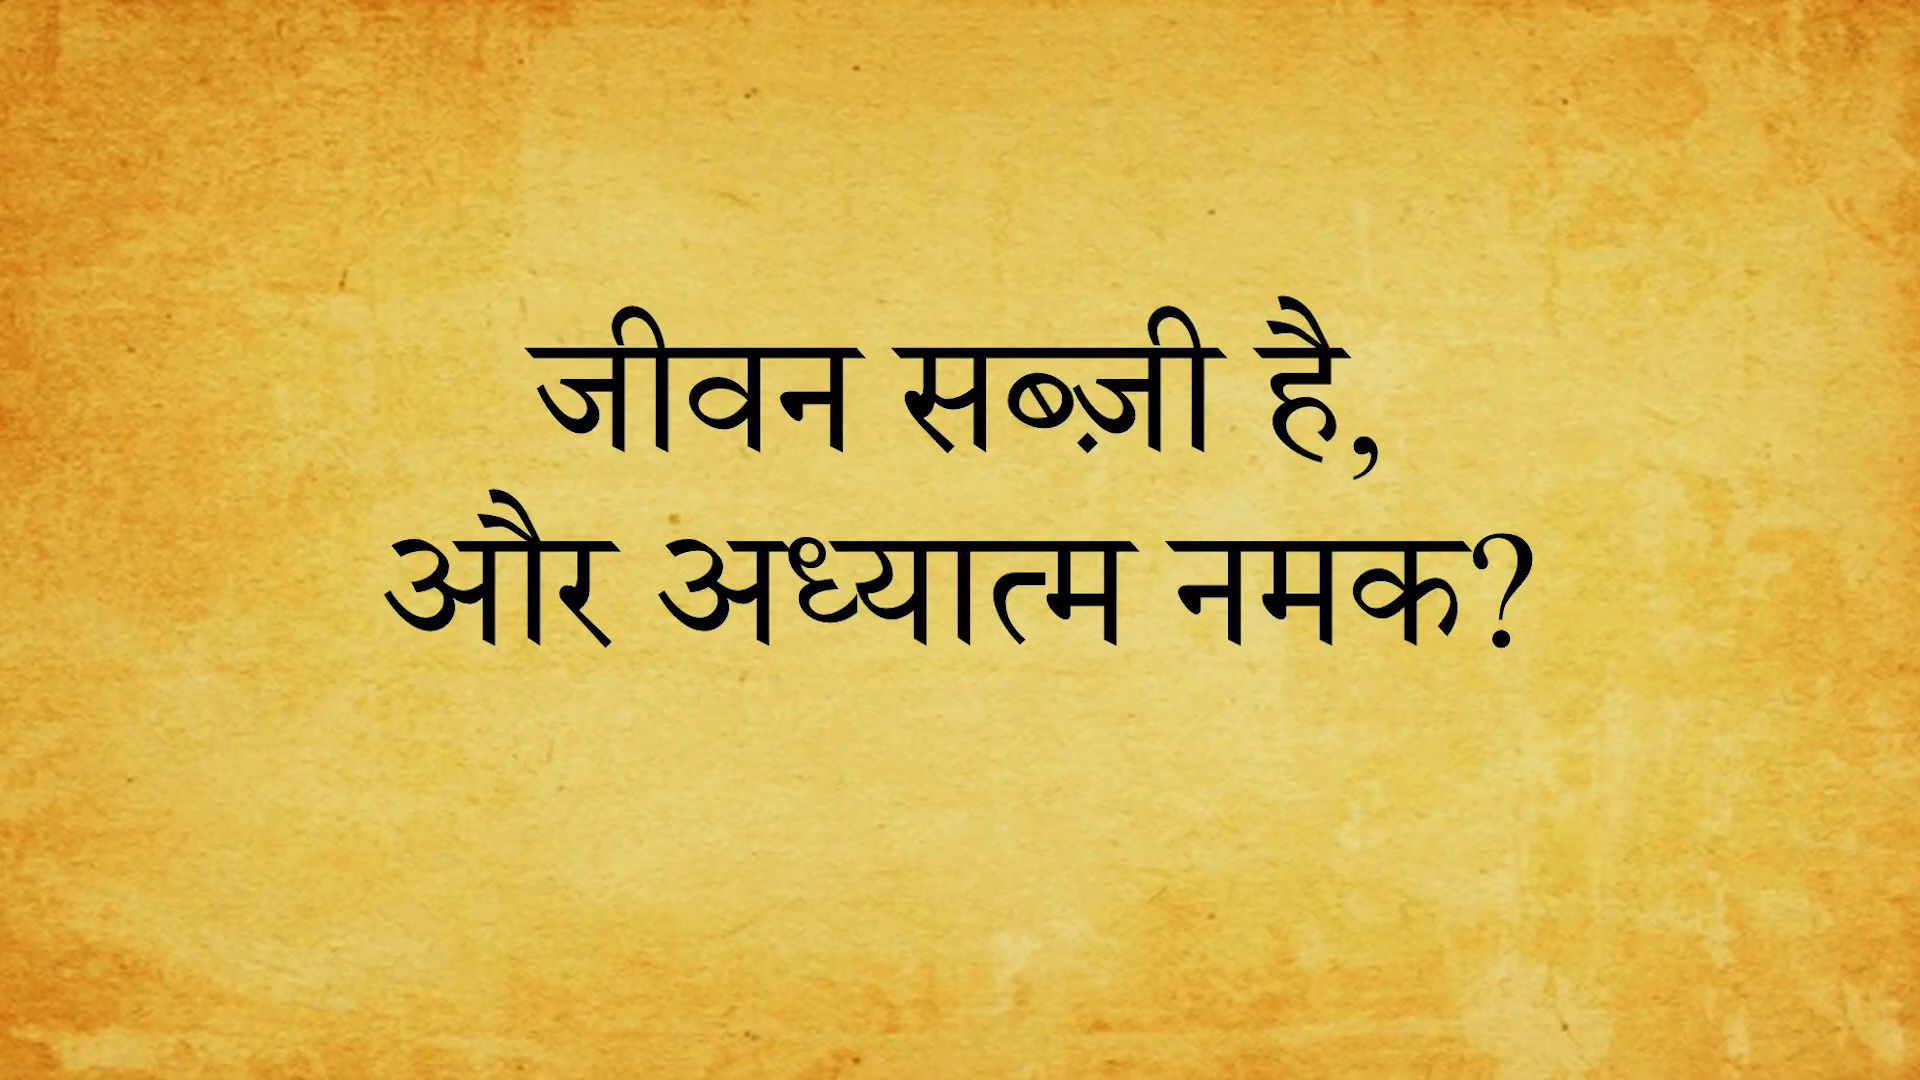 जीवन सब्ज़ी है,
और अध्यात्म नमक?